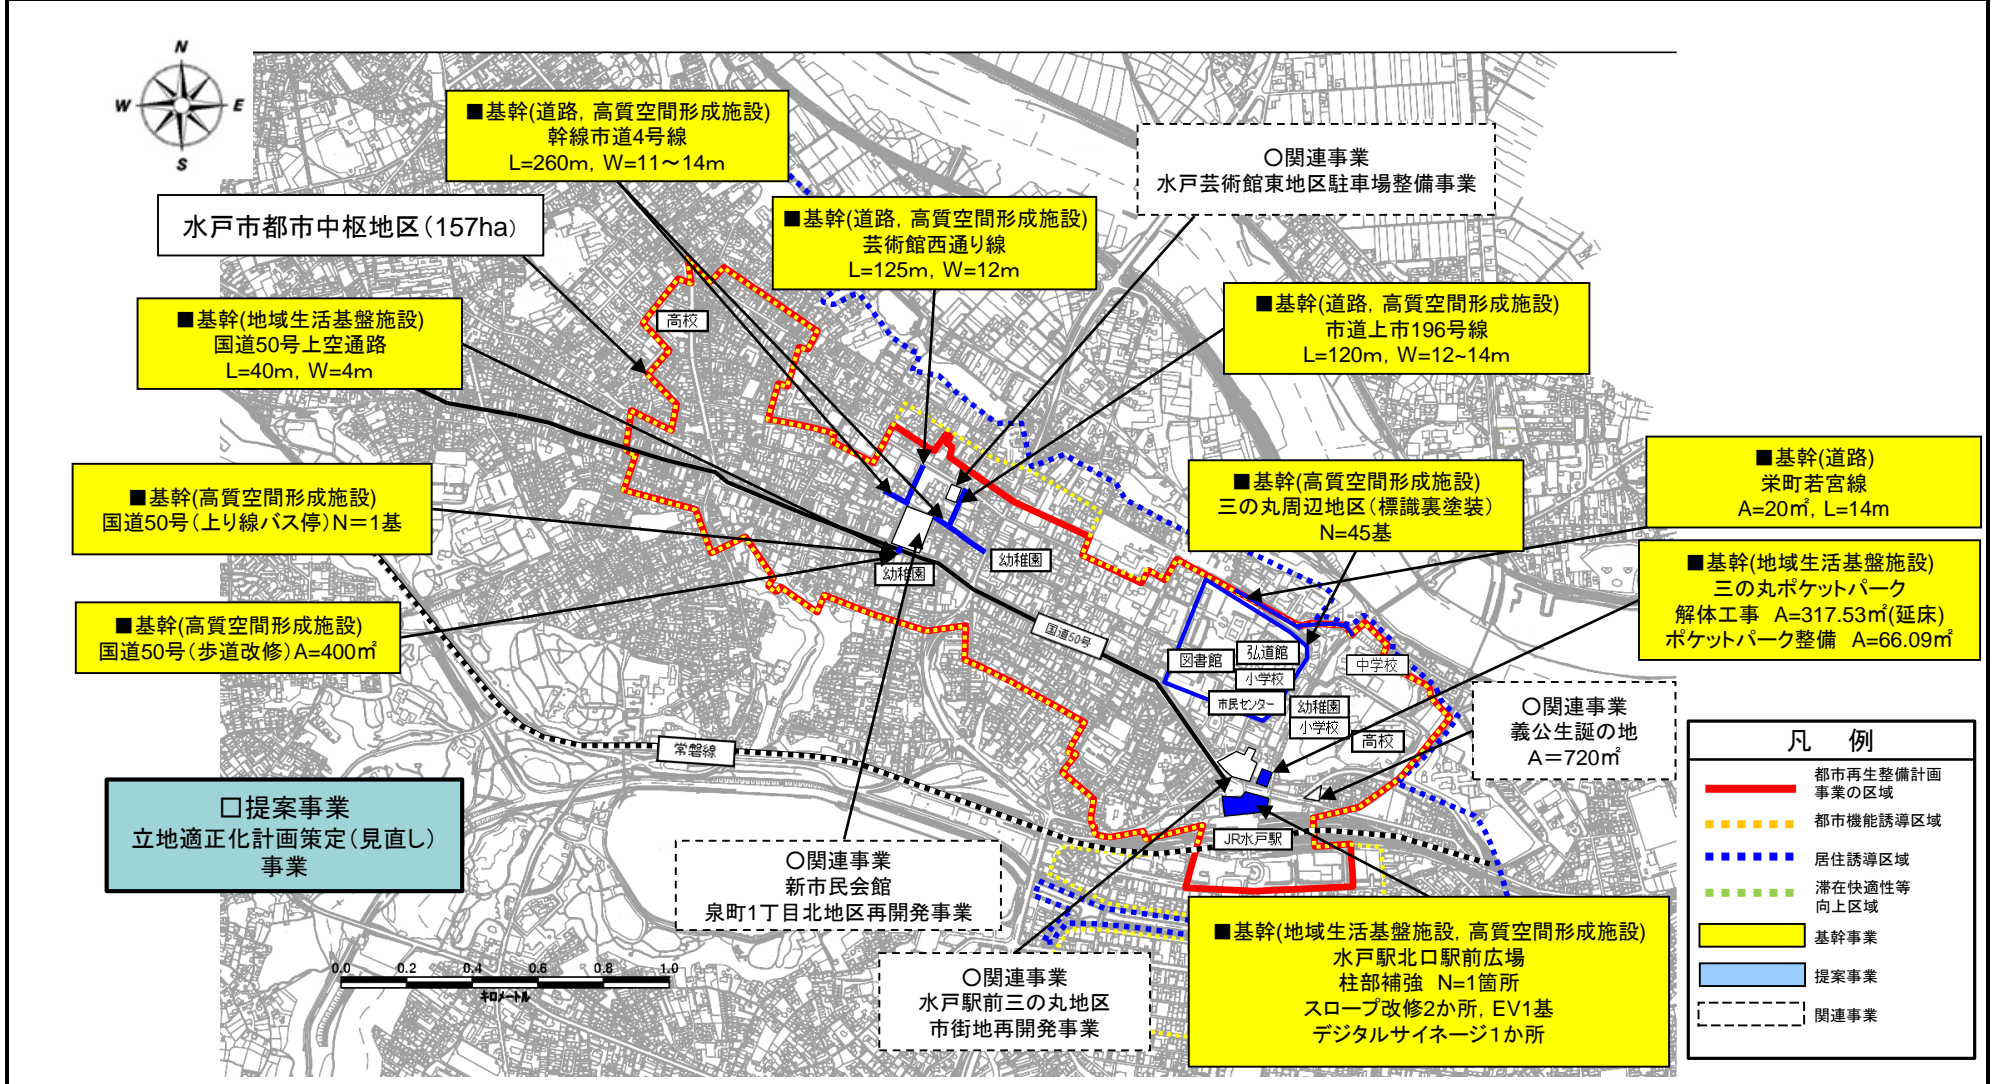 N
W
E
S
■基幹(道路, 高質空間形成施設)
幹線市道4号線
L=260m, W=11～14m
水戸市都市中枢地区(157ha)
■基幹(道路, 高質空間形成施設)
芸術館西通り線
L=125m, W=12m
○関連事業
水戸芸術館東地区駐車場整備事業
■基幹(地域生活基盤施設)
国道50号上空通路
L=40m, W=4m
高校
■基幹(道路, 高質空間形成施設)
市道上市196号線
L=120m, W=12~14m
■基幹(高質空間形成施設)
国道50号(上り線バス停)N=1基
■基幹(高質空間形成施設)
三の丸周辺地区(標識裏塗装)
N=45基
■基幹(道路)
栄町若宮線
A=20㎡, L=14m
幼稚園
幼稚園
■基幹(高質空間形成施設)
国道50号(歩道改修)A=400㎡
■基幹(地域生活基盤施設)
三の丸ポケットパーク
解体工事 A=317.53㎡(延床)
ポケットパーク整備 A=66.09㎡
国道50号
図書館
弘道館
小学校
中学校
市民センター
幼稚園
小学校
高校
○関連事業
義公生誕の地
A=720㎡
常磐線
JR水戸駅
□提案事業
立地適正化計画策定(見直し)
事業
○関連事業
新市民会館
泉町1丁目北地区再開発事業
○関連事業
水戸駅前三の丸地区
市街地再開発事業
■基幹(地域生活基盤施設, 高質空間形成施設)
水戸駅北口駅前広場
柱部補強 N=1箇所
スロープ改修2か所, EV1基
デジタルサイネージ1か所
0.0 0.2 0.4 0.6 0.8 1.0
キロメートル
凡 例
都市再生整備計画
事業の区域
都市機能誘導区域
居住誘導区域
滞在快適性等
向上区域
基幹事業
提案事業
関連事業